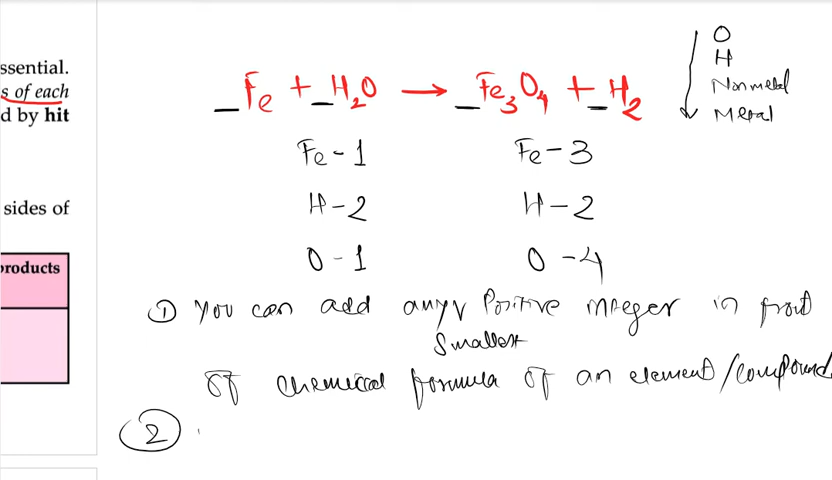 ssential.
s of each
d by hit
sides of
products
_Fe + _H₂O → _Fe₃O₄ + _H₂
O
H
Nonmetal
Metal
Fe - 1 Fe - 3
H - 2 H - 2
O - 1 O - 4
① You can add any Positive integer in front
Smallest
of chemical formula of an element/compound
②